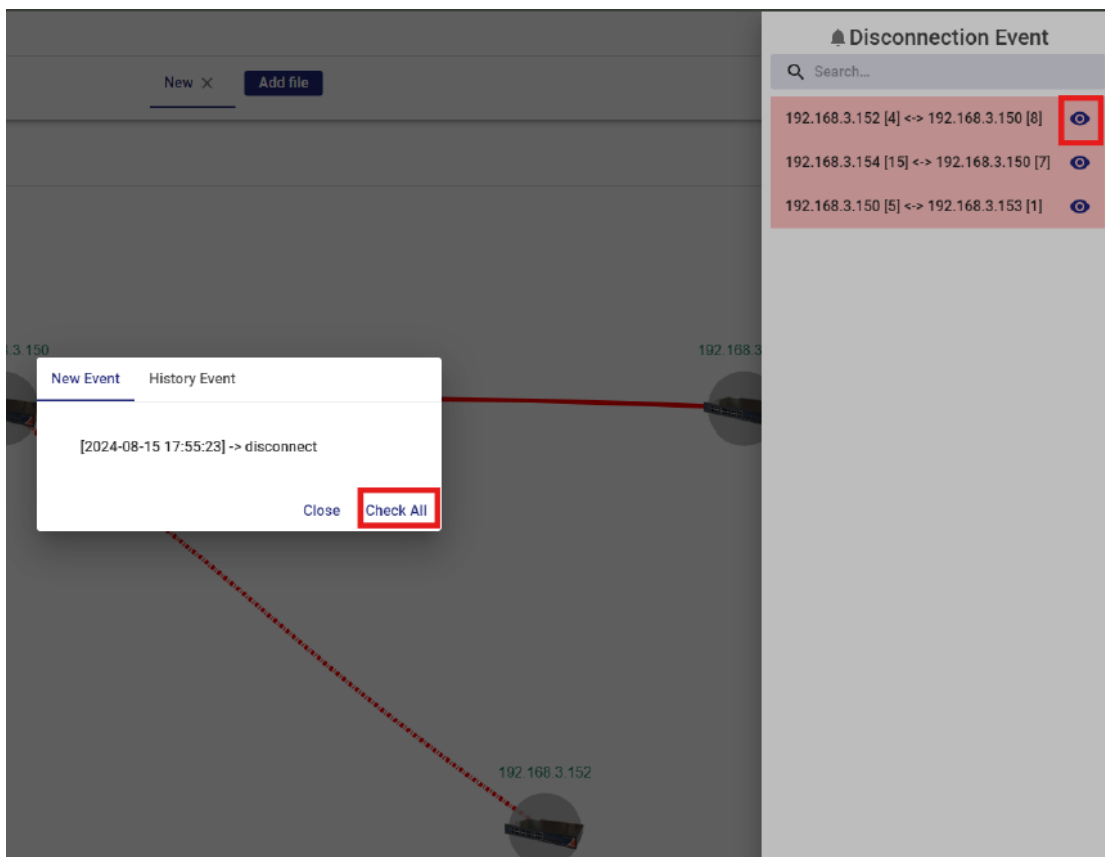 Disconnection Event
New
Add file
Search...
192.168.3.152 [4] <-> 192.168.3.150 [8]
192.168.3.154 [15] <-> 192.168.3.150 [7]
192.168.3.150 [5] <-> 192.168.3.153 [1]
.3.150
192.168.3
New Event
History Event
[2024-08-15 17:55:23] -> disconnect
Close
Check All
192.168.3.152